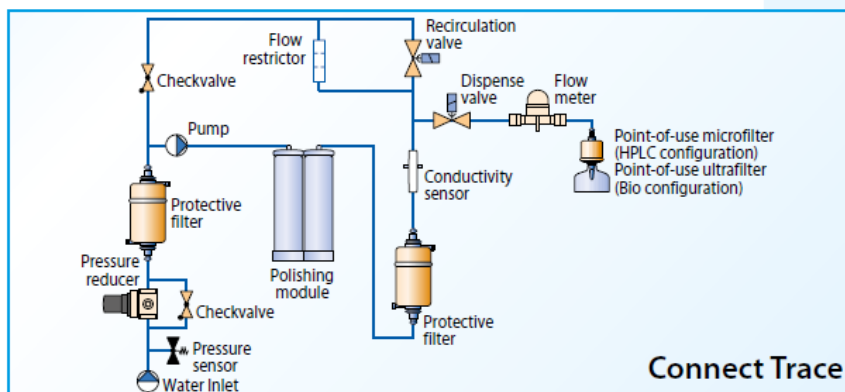 Recirculation
valve
Flow
restrictor
Dispense
valve
Flow
meter
Checkvalve
Pump
Point-of-use microfilter
(HPLC configuration)
Point-of-use ultrafilter
(Bio configuration)
Conductivity
sensor
Protective
filter
Pressure
reducer
Polishing
module
Checkvalve
Protective
filter
Pressure
sensor
Water Inlet
Connect Trace